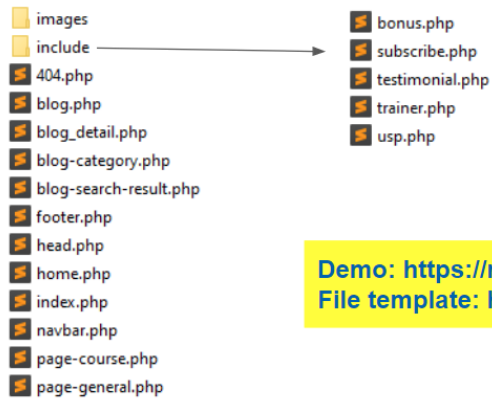 images
include
404.php
blog.php
blog_detail.php
blog-category.php
blog-search-result.php
footer.php
head.php
home.php
index.php
navbar.php
page-course.php
page-general.php
bonus.php
subscribe.php
testimonial.php
trainer.php
usp.php
Demo: https://
File template: